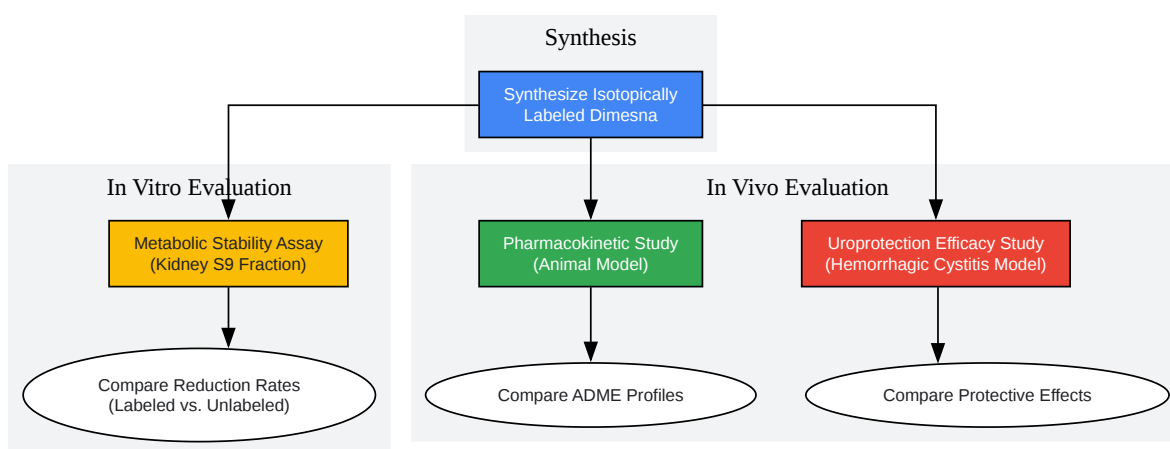 Synthesis
Synthesize Isotopically
Labeled Dimesna
In Vitro Evaluation
In Vivo Evaluation
Metabolic Stability Assay
(Kidney S9 Fraction)
Pharmacokinetic Study
(Animal Model)
Uroprotection Efficacy Study
(Hemorrhagic Cystitis Model)
Compare Reduction Rates
(Labeled vs. Unlabeled)
Compare ADME Profiles
Compare Protective Effects